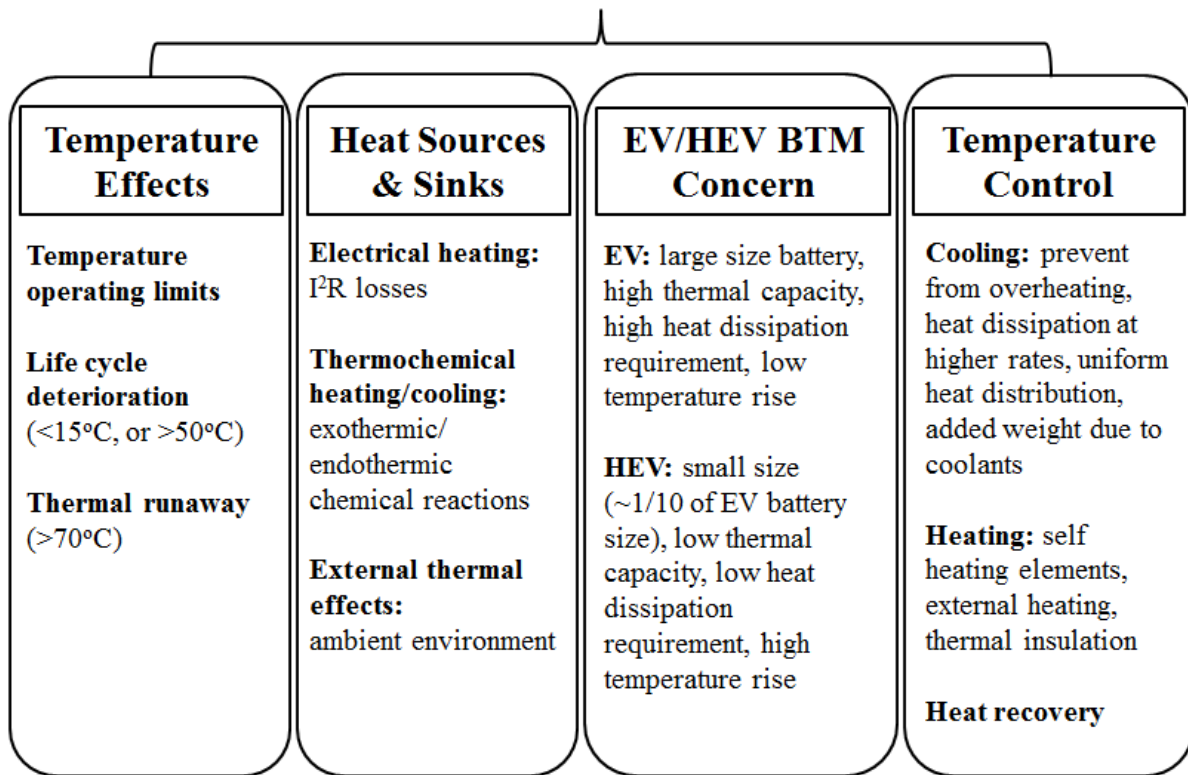 Temperature
Effects
Temperature
operating limits
Life cycle
deterioration
(<15°C, or >50°C)
Thermal runaway
(>70°C)
Heat Sources
& Sinks
Electrical heating:
I²R losses
Thermochemical
heating/cooling:
exothermic/
endothermic
chemical reactions
External thermal
effects:
ambient environment
EV/HEV BTM
Concern
EV: large size battery,
high thermal capacity,
high heat dissipation
requirement, low
temperature rise
HEV: small size
(~1/10 of EV battery
size), low thermal
capacity, low heat
dissipation
requirement, high
temperature rise
Temperature
Control
Cooling: prevent
from overheating,
heat dissipation at
higher rates, uniform
heat distribution,
added weight due to
coolants
Heating: self
heating elements,
external heating,
thermal insulation
Heat recovery